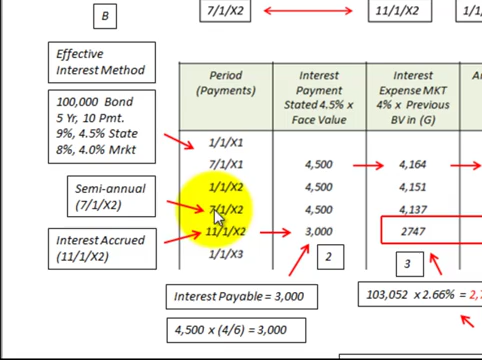 B
7/1/X2
11/1/X2
Effective
Interest Method
Period
(Payments)
Interest
Payment
Stated 4.5% x
Face Value
Interest
Expense MKT
4% x Previous
BV in (G)
100,000 Bond
5 Yr, 10 Pmt.
9%, 4.5% State
8%, 4.0% Mrkt
1/1/X1
7/1/X1 4,500 4,164
1/1/X2 4,500 4,151
Semi-annual
(7/1/X2)
7/1/X2 4,500 4,137
Interest Accrued
(11/1/X2)
11/1/X2 3,000 2747
1/1/X3
2
3
Interest Payable = 3,000
103,052 x 2.66% =
4,500 x (4/6) = 3,000